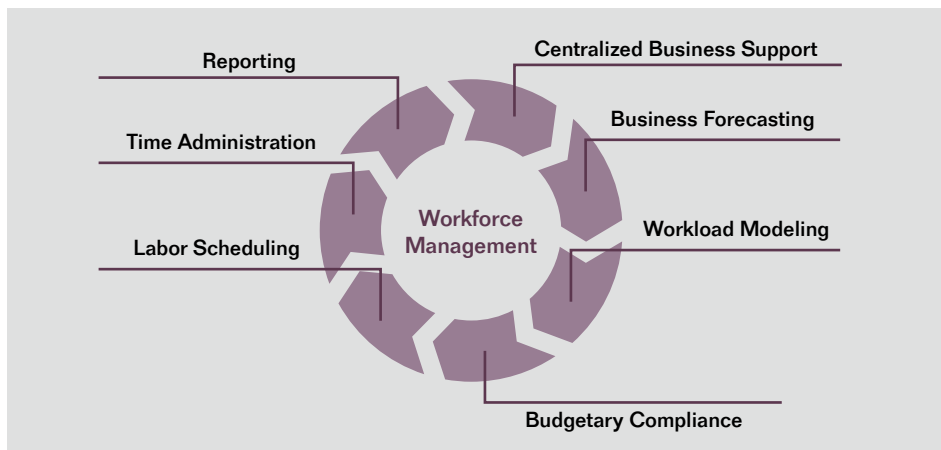 Centralized Business Support
Reporting
Business Forecasting
Time Administration
Workforce
Management
Workload Modeling
Labor Scheduling
Budgetary Compliance